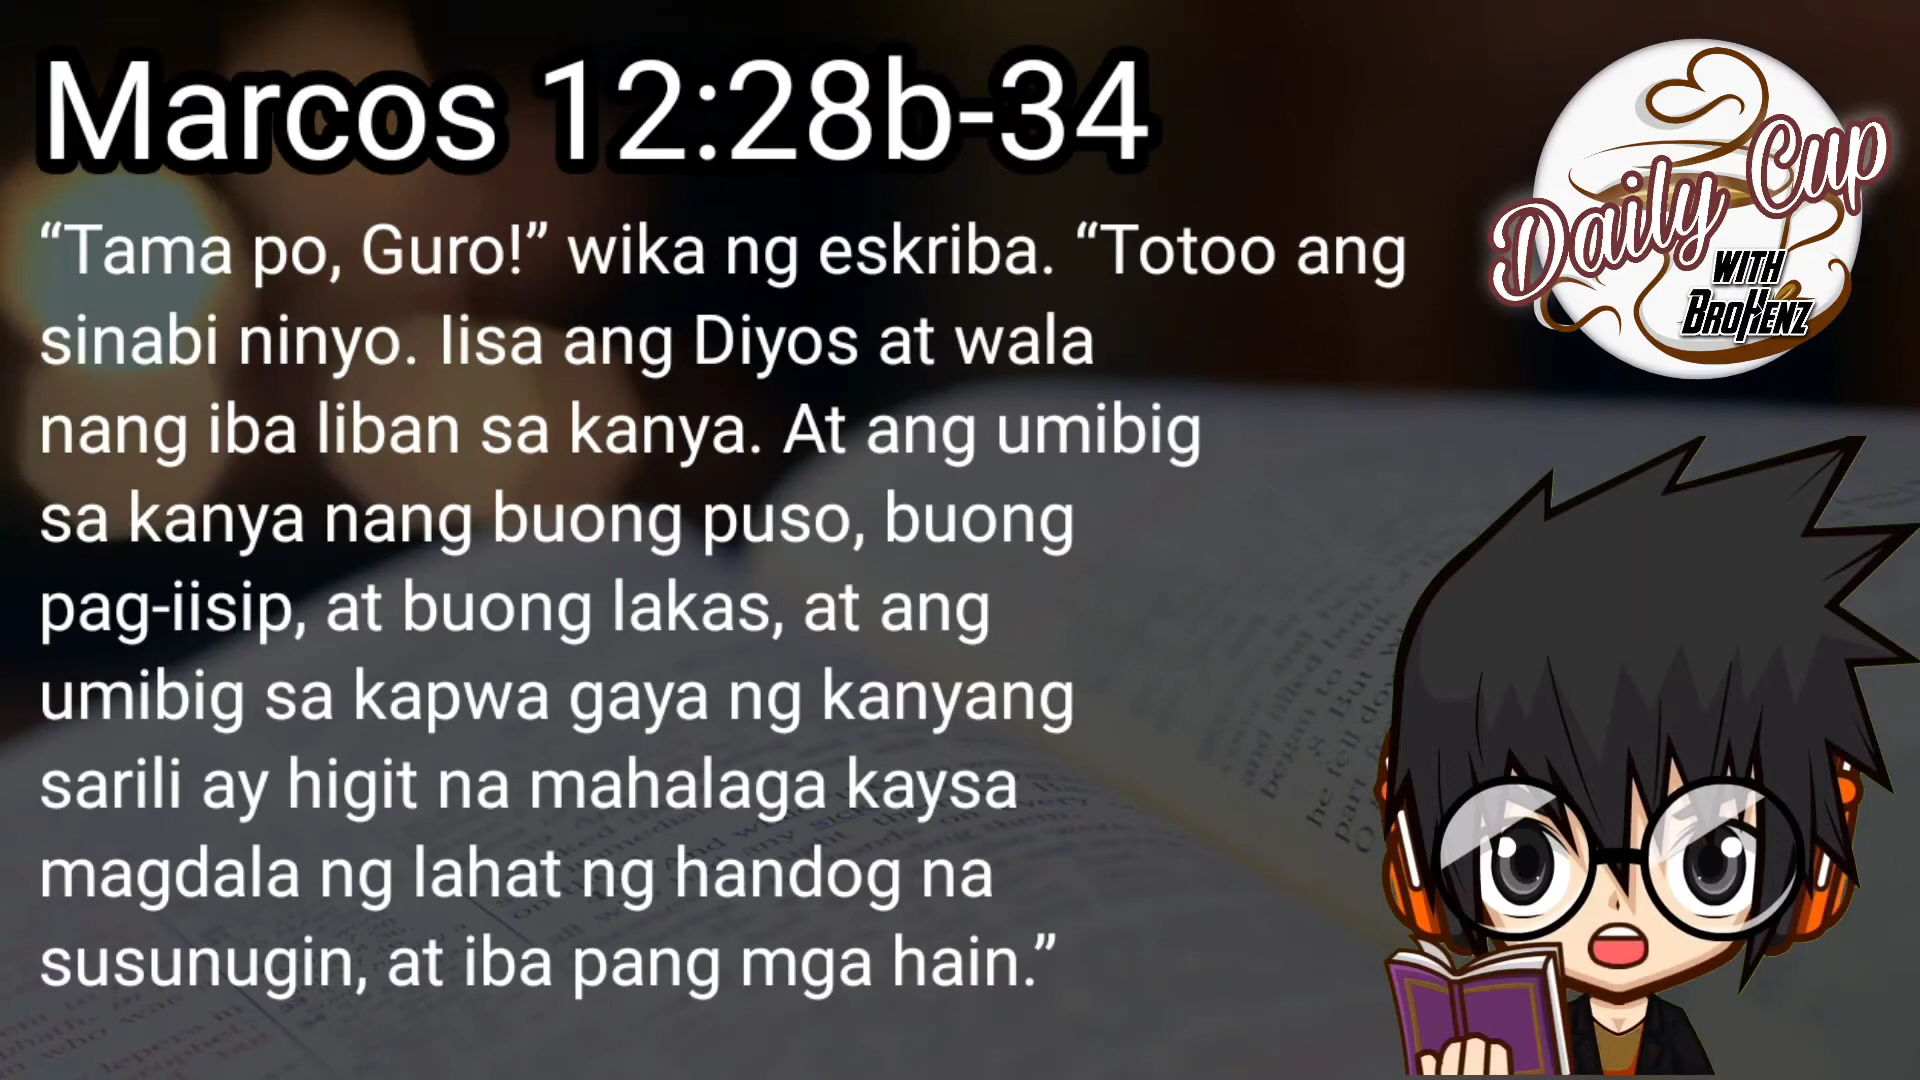 Marcos 12:28b-34
“Tama po, Guro!” wika ng eskriba. “Totoo ang
sinabi ninyo. Iisa ang Diyos at wala
nang iba liban sa kanya. At ang umibig
sa kanya nang buong puso, buong
pag-iisip, at buong lakas, at ang
umibig sa kapwa gaya ng kanyang
sarili ay higit na mahalaga kaysa
magdala ng lahat ng handog na
susunugin, at iba pang mga hain.”
Daily Cup
WITH
BROHENZ